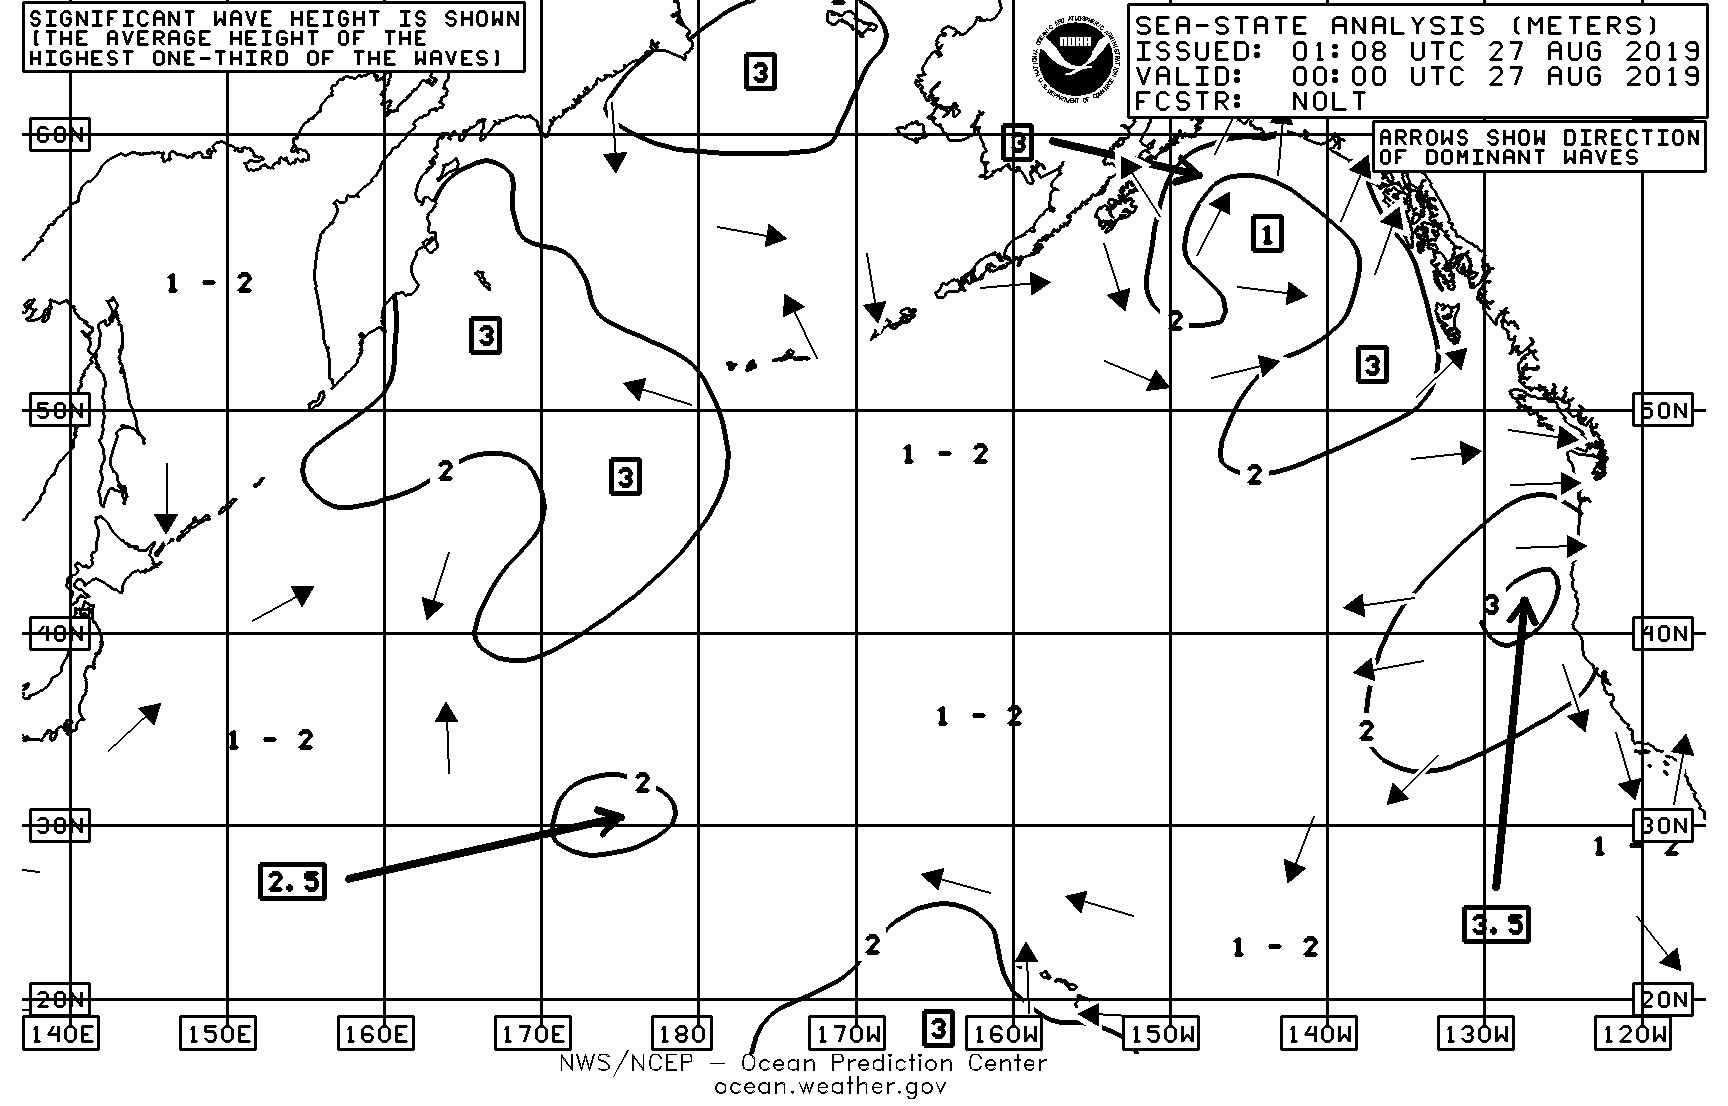 SIGNIFICANT WAVE HEIGHT IS SHOWN
(THE AVERAGE HEIGHT OF THE
HIGHEST ONE-THIRD OF THE WAVES)
NOAA
SEA-STATE ANALYSIS (METERS)
ISSUED: 01:08 UTC 27 AUG 2019
VALID: 00:00 UTC 27 AUG 2019
FCSTR: NOLT
ARROWS SHOW DIRECTION
OF DOMINANT WAVES
3
60N
3
1
1 - 2
2
3
3
50N
50N
1 - 2
2
3
2
3
40N
40N
1 - 2
1 - 2
2
2
30N
30N
1 - 2
2.5
3.5
2
1 - 2
20N
20N
3
140E
150E
160E
170E
180
170W
160W
150W
140W
130W
120W
NWS/NCEP – Ocean Prediction Center
ocean.weather.gov